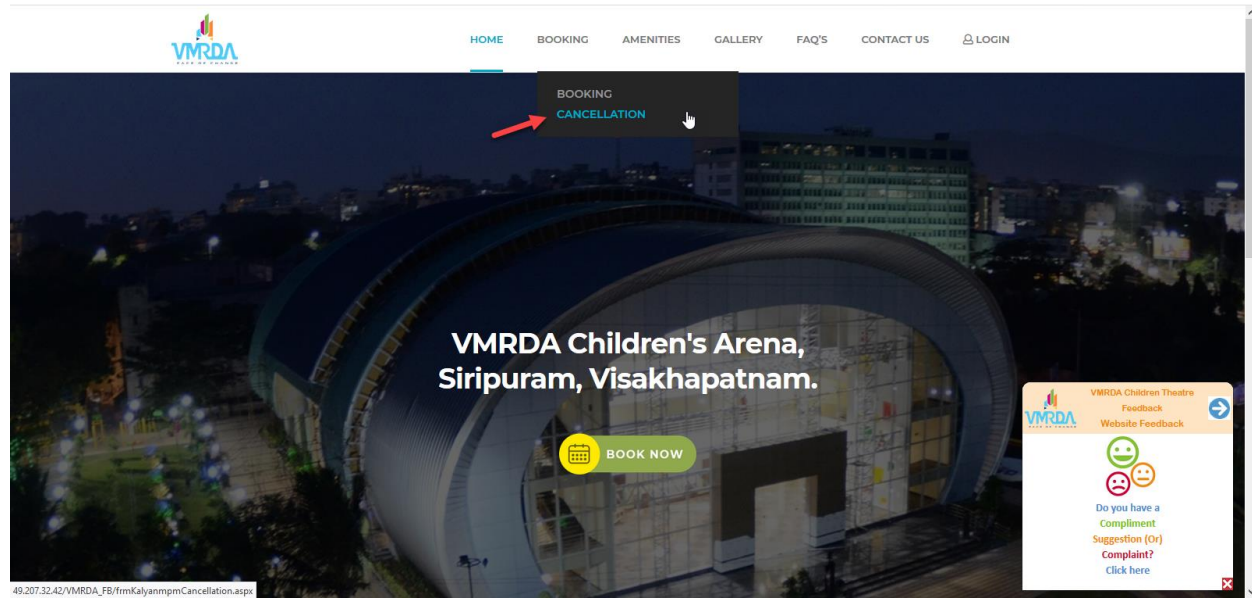 VMRDA
HOME BOOKING AMENITIES GALLERY FAQ'S CONTACT US LOGIN
BOOKING
CANCELLATION
VMRDA Children's Arena,
Siripuram, Visakhapatnam.
BOOK NOW
VMRDA
VMRDA Children Theatre
Feedback
Website Feedback
Do you have a
Compliment
Suggestion (Or)
Complaint?
Click here
49.207.32.42/VMRDA_FB/frmKalyanmpmCancellation.aspx